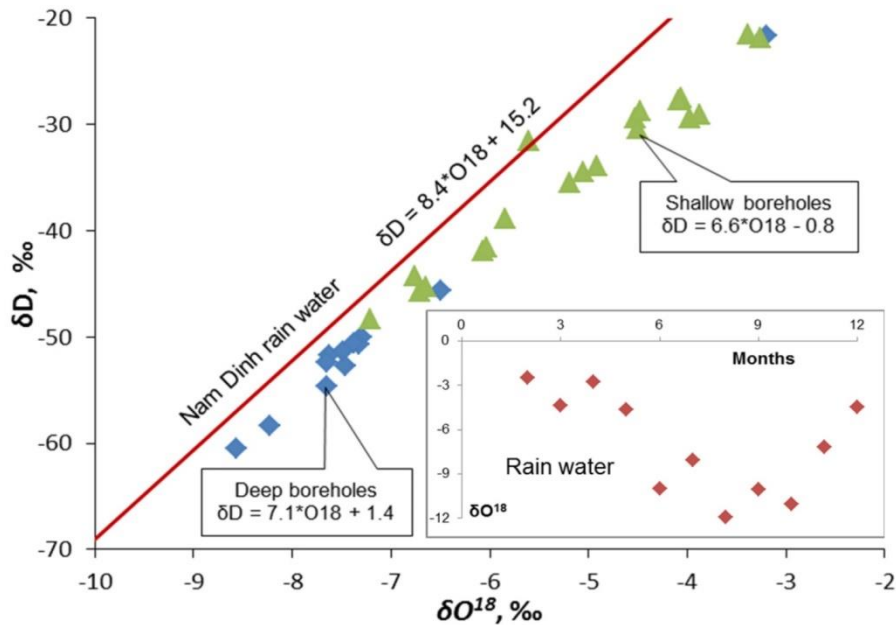 -20
-30
-40
-50
-60
-70
δD, ‰
-10
-9
-8
-7
-6
-5
-4
-3
-2
δO¹⁸, ‰
Nam Dinh rain water
δD = 8.4*O18 + 15.2
Shallow boreholes
δD = 6.6*O18 - 0.8
Deep boreholes
δD = 7.1*O18 + 1.4
0
3
6
9
12
Months
0
-3
-6
-9
-12
Rain water
δO¹⁸